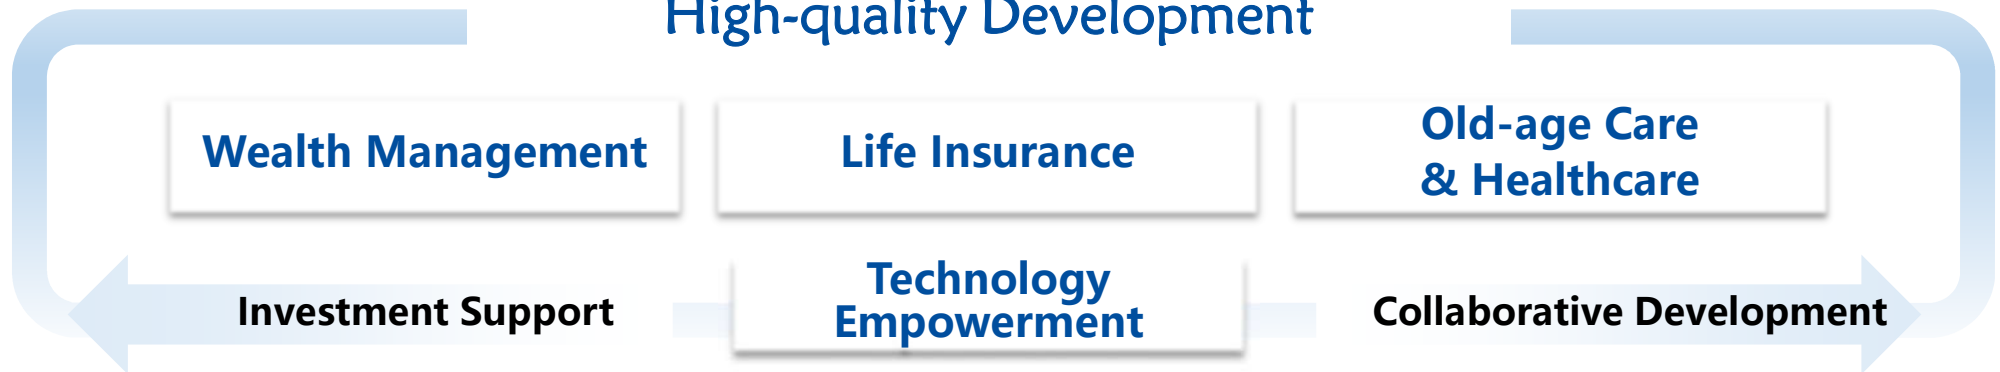 High-quality Development
Wealth Management
Life Insurance
Old-age Care
& Healthcare
Investment Support
Technology
Empowerment
Collaborative Development